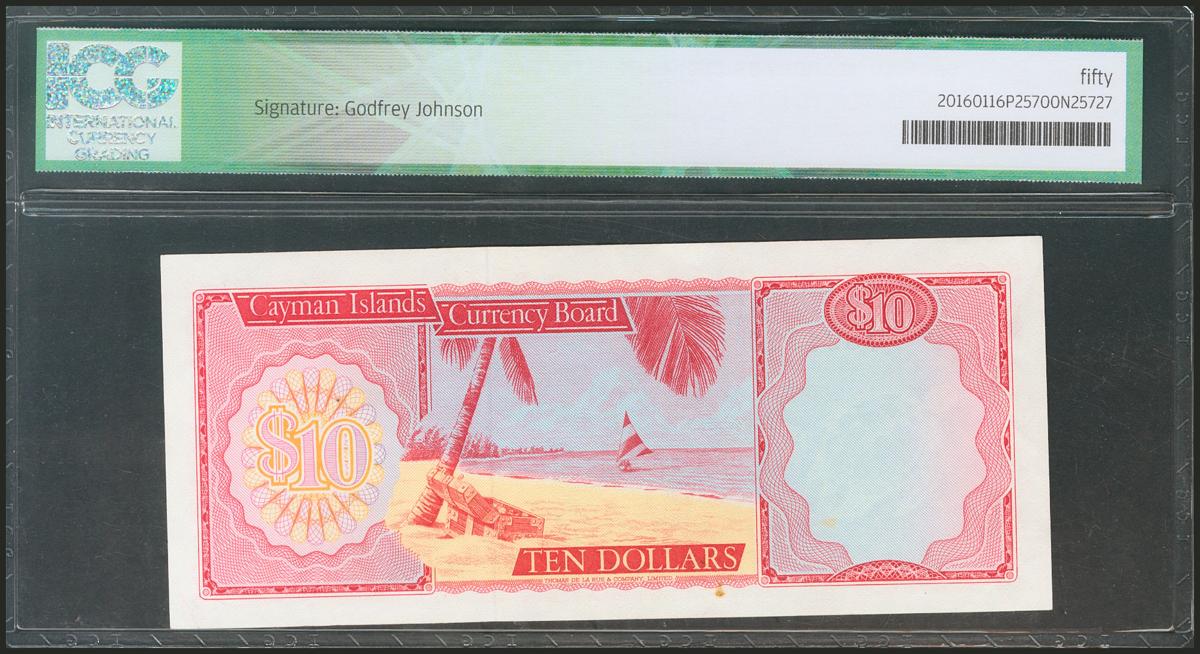 ICG
INTERNATIONAL
CURRENCY
GRADING
Signature: Godfrey Johnson
fifty
20160116P25700N25727
Cayman Islands
Currency Board
$10
$10
TEN DOLLARS
THOMAS DE LA RUE & COMPANY, LIMITED